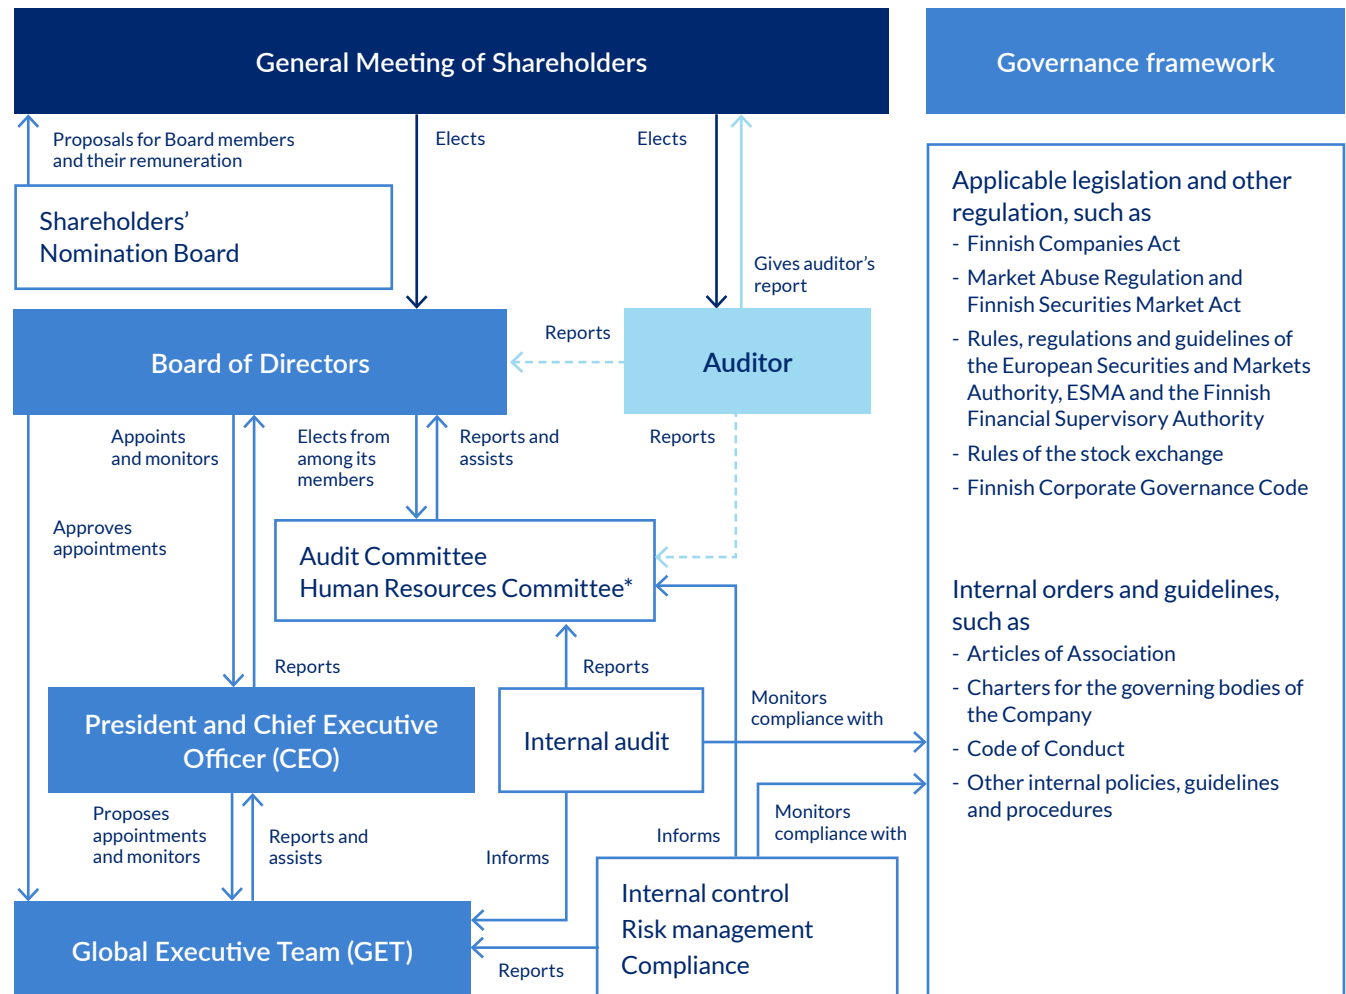 General Meeting of Shareholders
Governance framework
Proposals for Board members
and their remuneration
Elects
Elects
Shareholders’
Nomination Board
Gives auditor’s
report
Board of Directors
Reports
Auditor
Appoints
and monitors
Elects from
among its
members
Reports and
assists
Reports
Approves
appointments
Audit Committee
Human Resources Committee*
Reports
Reports
President and Chief Executive
Officer (CEO)
Internal audit
Monitors
compliance with
Proposes
appointments
and monitors
Reports and
assists
Informs
Informs
Monitors
compliance with
Global Executive Team (GET)
Reports
Internal control
Risk management
Compliance
Applicable legislation and other
regulation, such as
- Finnish Companies Act
- Market Abuse Regulation and
Finnish Securities Market Act
- Rules, regulations and guidelines of
the European Securities and Markets
Authority, ESMA and the Finnish
Financial Supervisory Authority
- Rules of the stock exchange
- Finnish Corporate Governance Code
Internal orders and guidelines,
such as
- Articles of Association
- Charters for the governing bodies of
the Company
- Code of Conduct
- Other internal policies, guidelines
and procedures